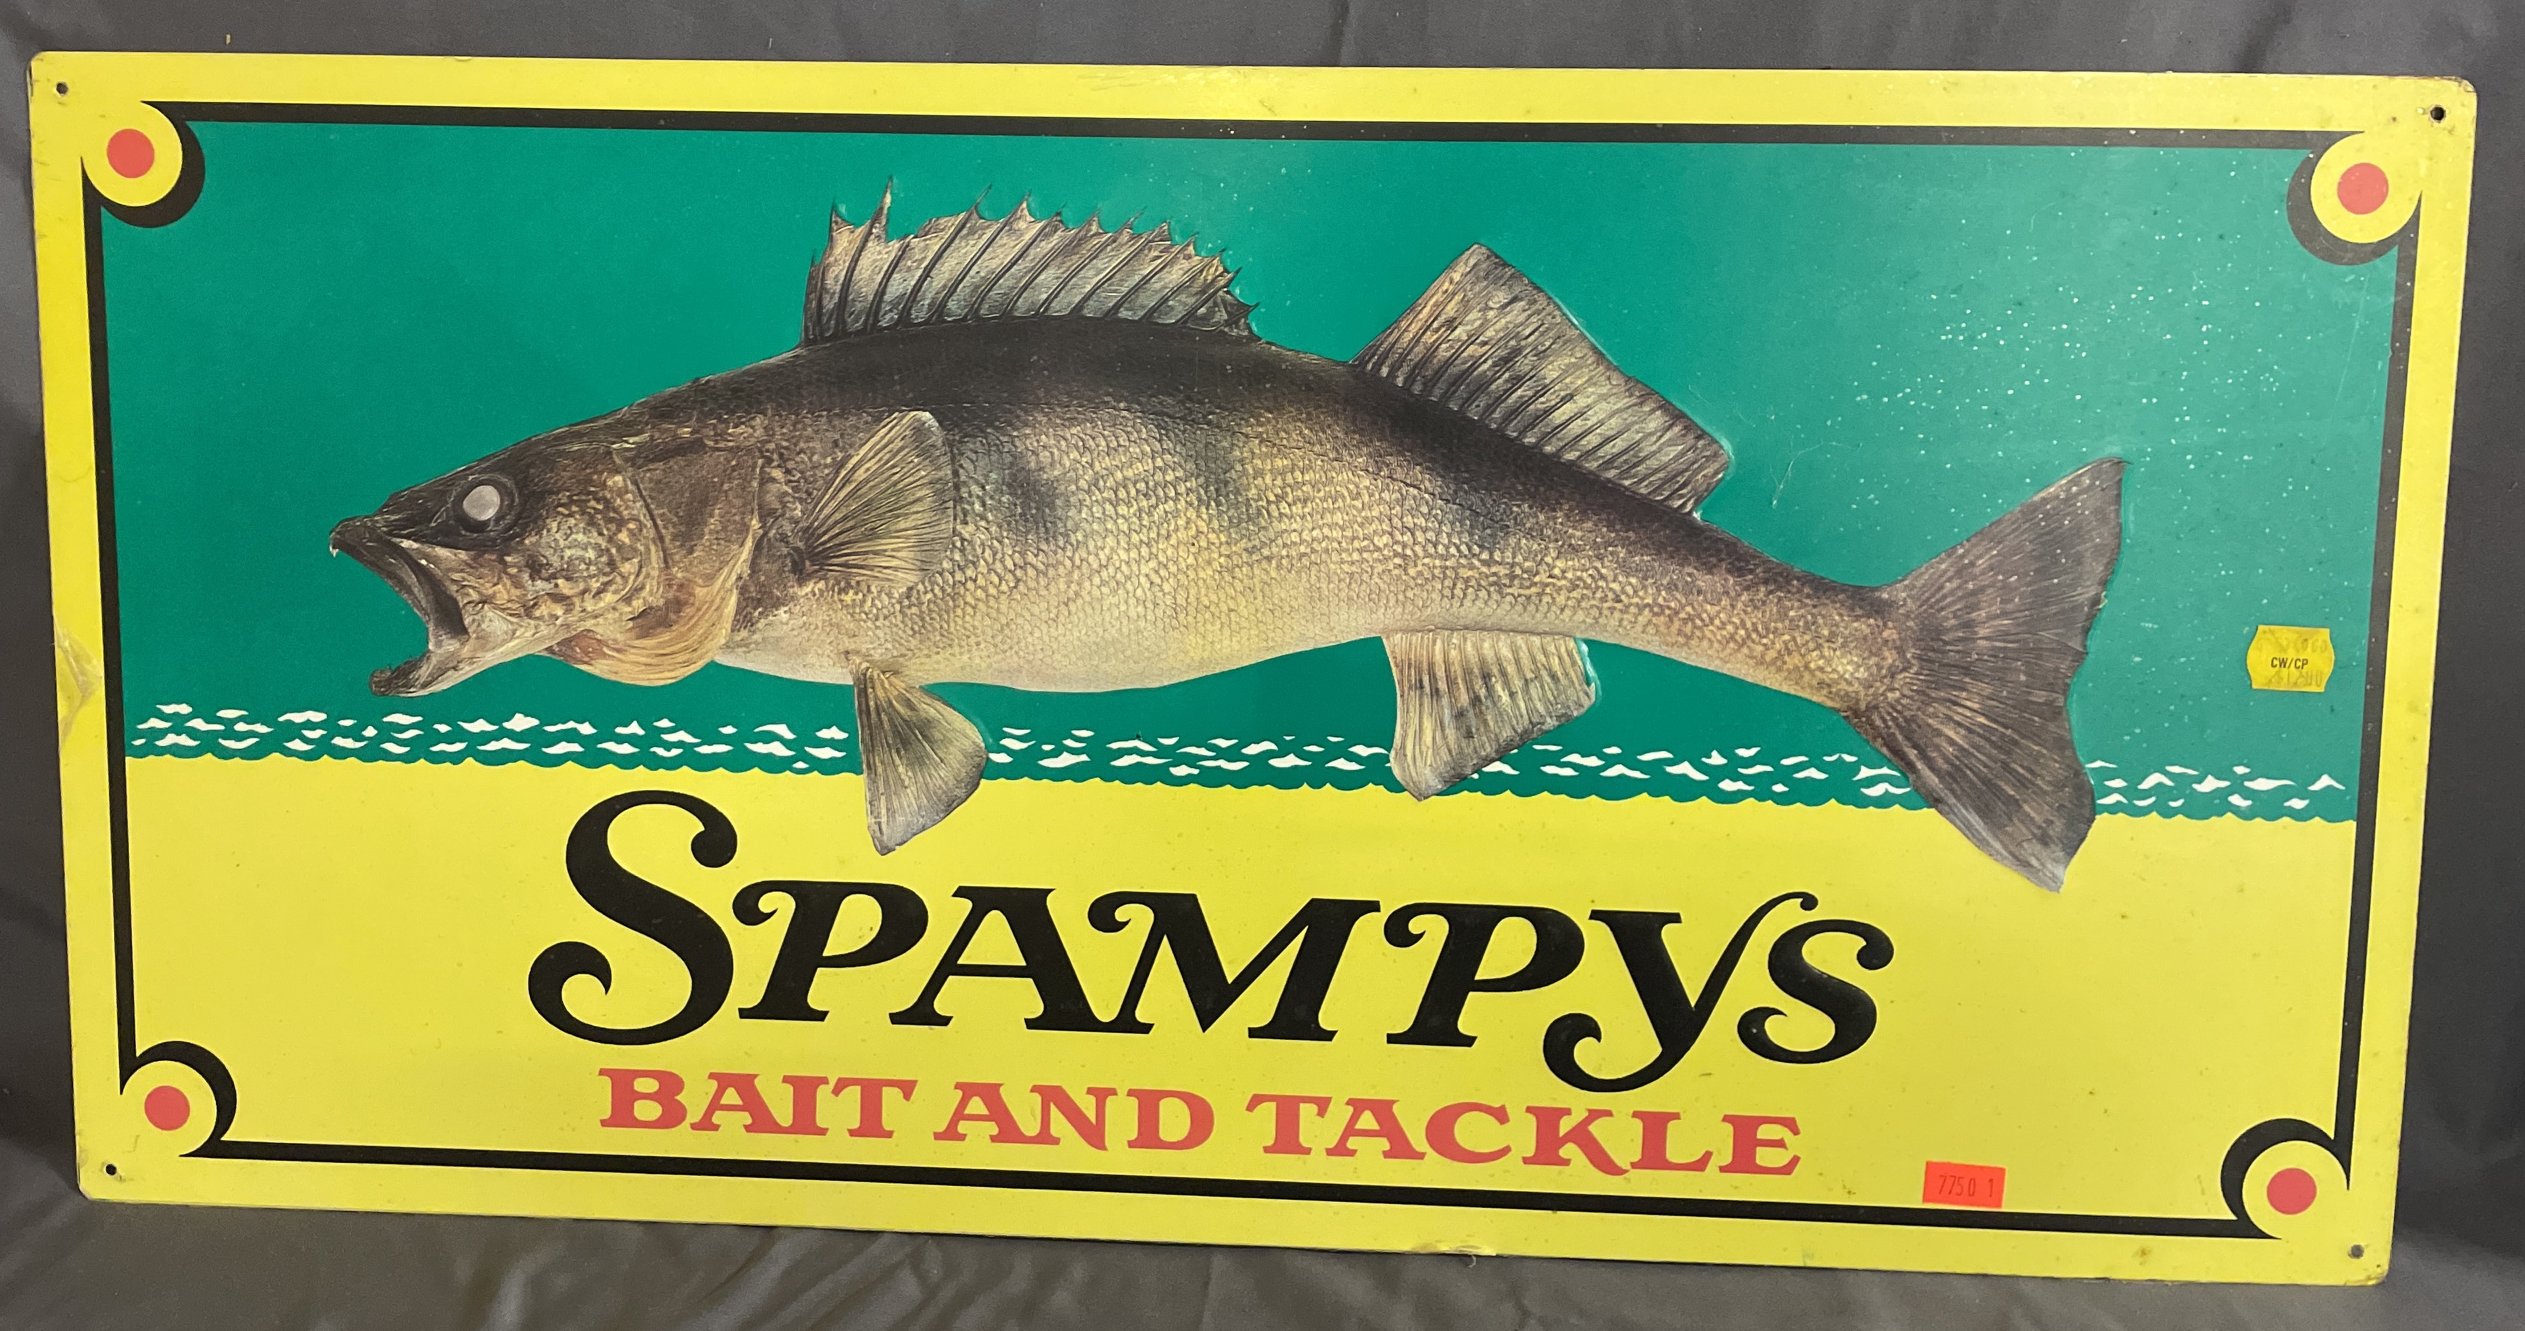 CW/CP
SPAMPYS
BAIT AND TACKLE
7750 1